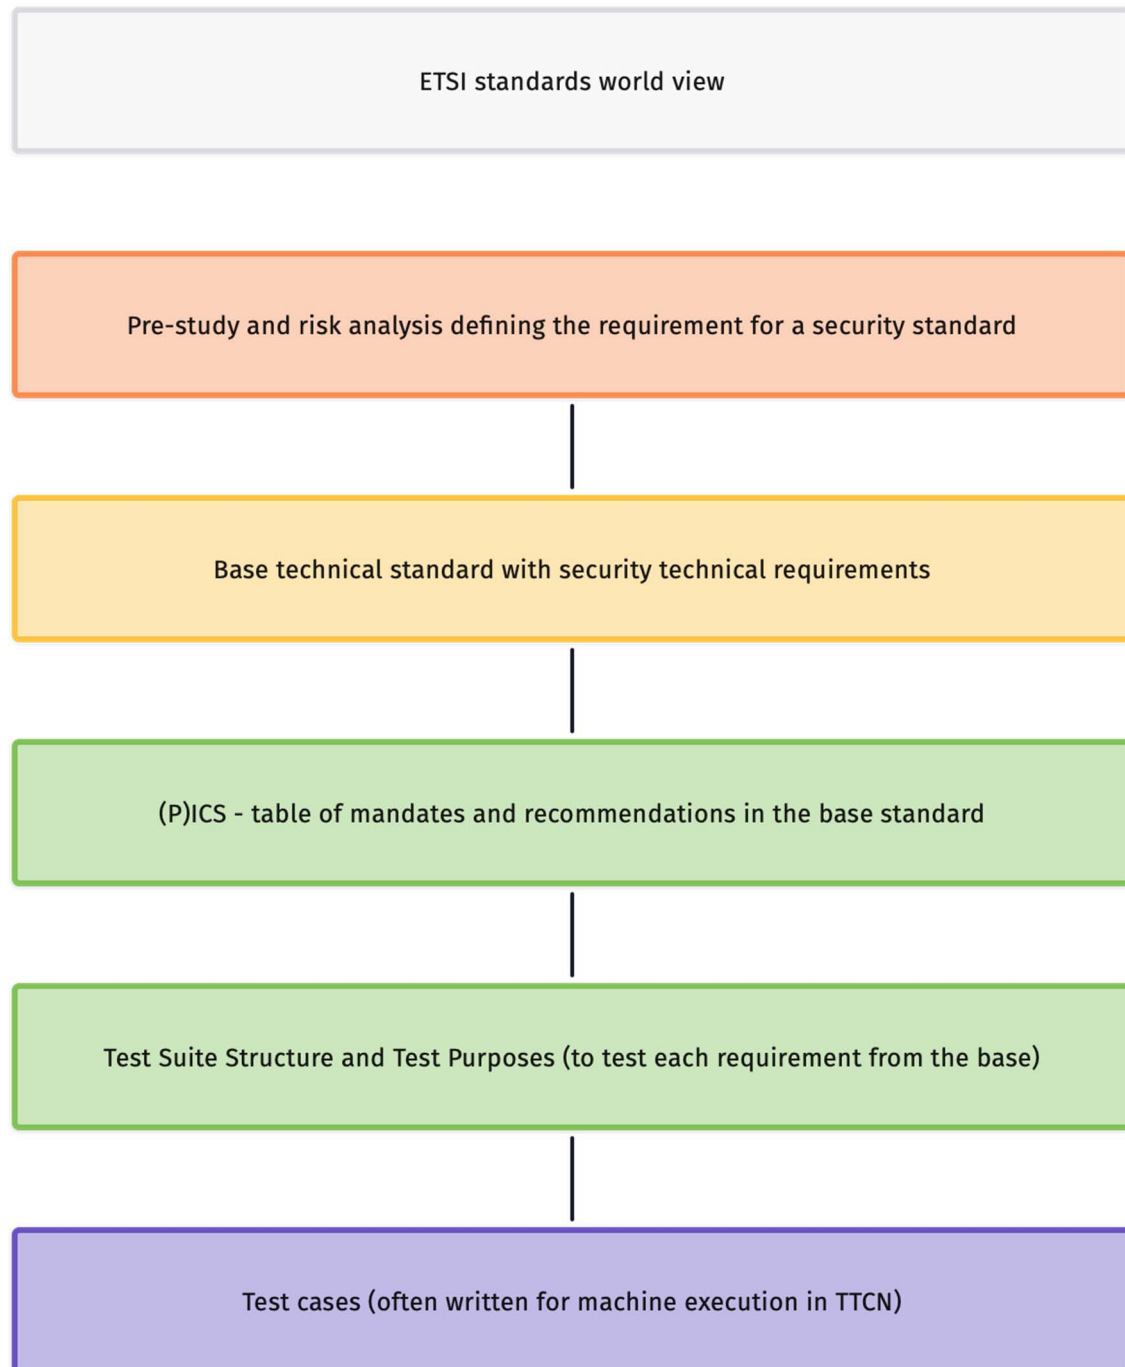 ETSI standards world view
Pre-study and risk analysis defining the requirement for a security standard
Base technical standard with security technical requirements
(P)ICS - table of mandates and recommendations in the base standard
Test Suite Structure and Test Purposes (to test each requirement from the base)
Test cases (often written for machine execution in TTCN)